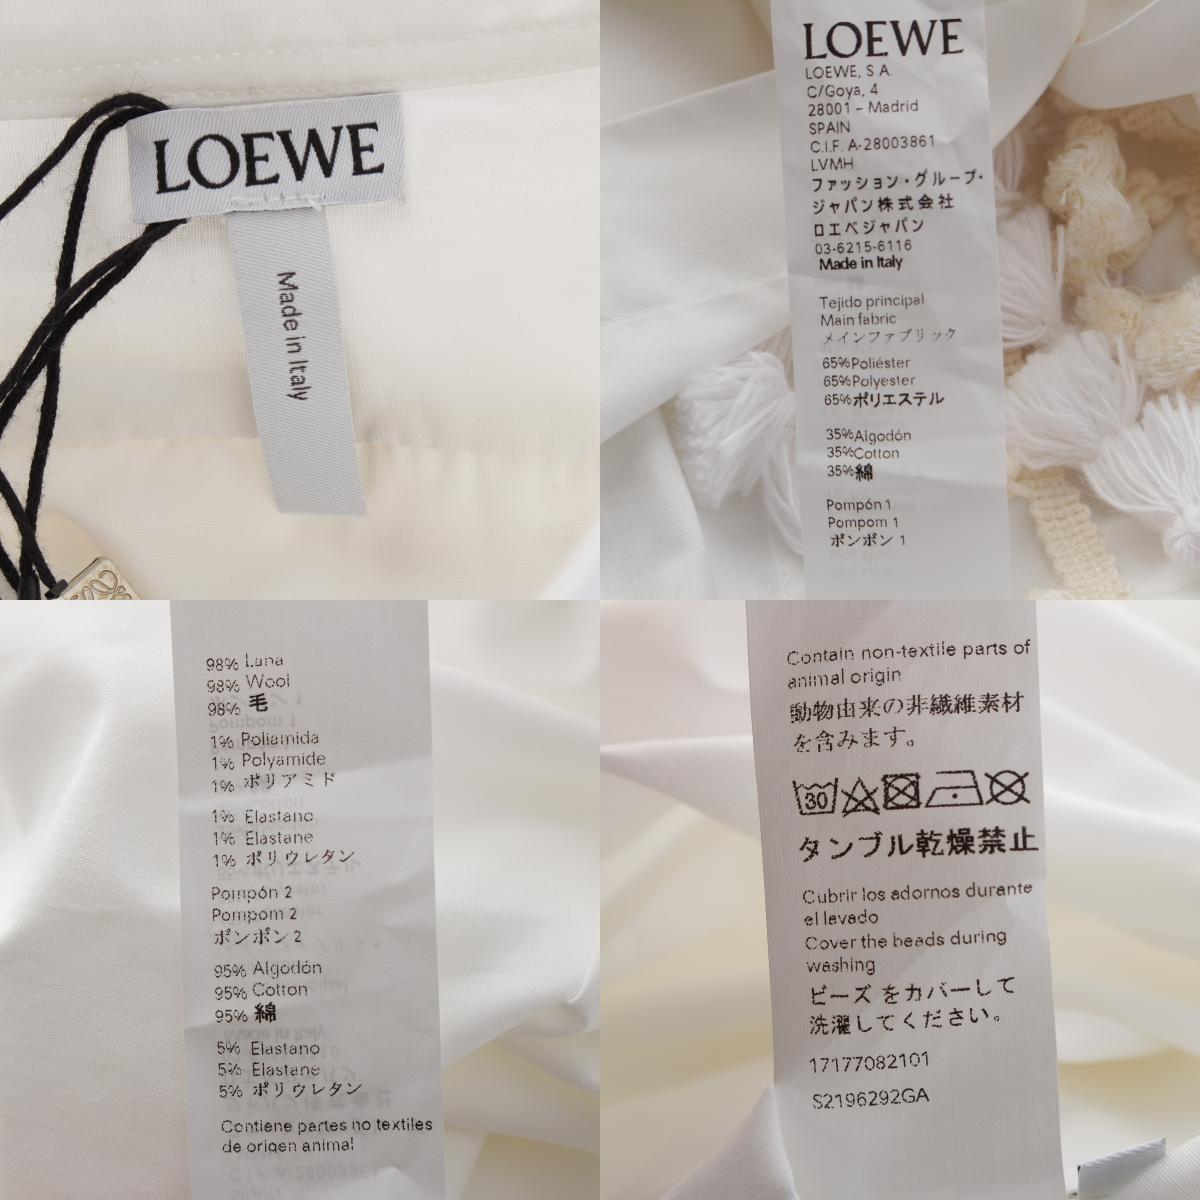 LOEWE
Made in Italy
LOEWE
LOEWE, S.A.
C/Goya, 4
28001 – Madrid
SPAIN
C.I.F. A-28003861
LVMH
ファッション・グループ・
ジャパン株式会社
ロエベジャパン
03-6215-6116
Made in Italy
Tejido principal
Main fabric
メインファブリック
65%Poliéster
65%Polyester
65%ポリエステル
35%Algodón
35%Cotton
35%綿
Pompón 1
Pompom 1
ポンポン 1
98% Lana
98% Wool
98% 毛
1% Poliamida
1% Polyamide
1% ポリアミド
1% Elastano
1% Elastane
1% ポリウレタン
Pompón 2
Pompom 2
ポンポン 2
95% Algodón
95% Cotton
95% 綿
5% Elastano
5% Elastane
5% ポリウレタン
Contiene partes no textiles
de origen animal
Contain non-textile parts of
animal origin
動物由来の非繊維素材
を含みます。
30
タンブル乾燥禁止
Cubrir los adornos durante
el lavado
Cover the beads during
washing
ビーズ をカバーして
洗濯してください。
17177082101
S2196292GA